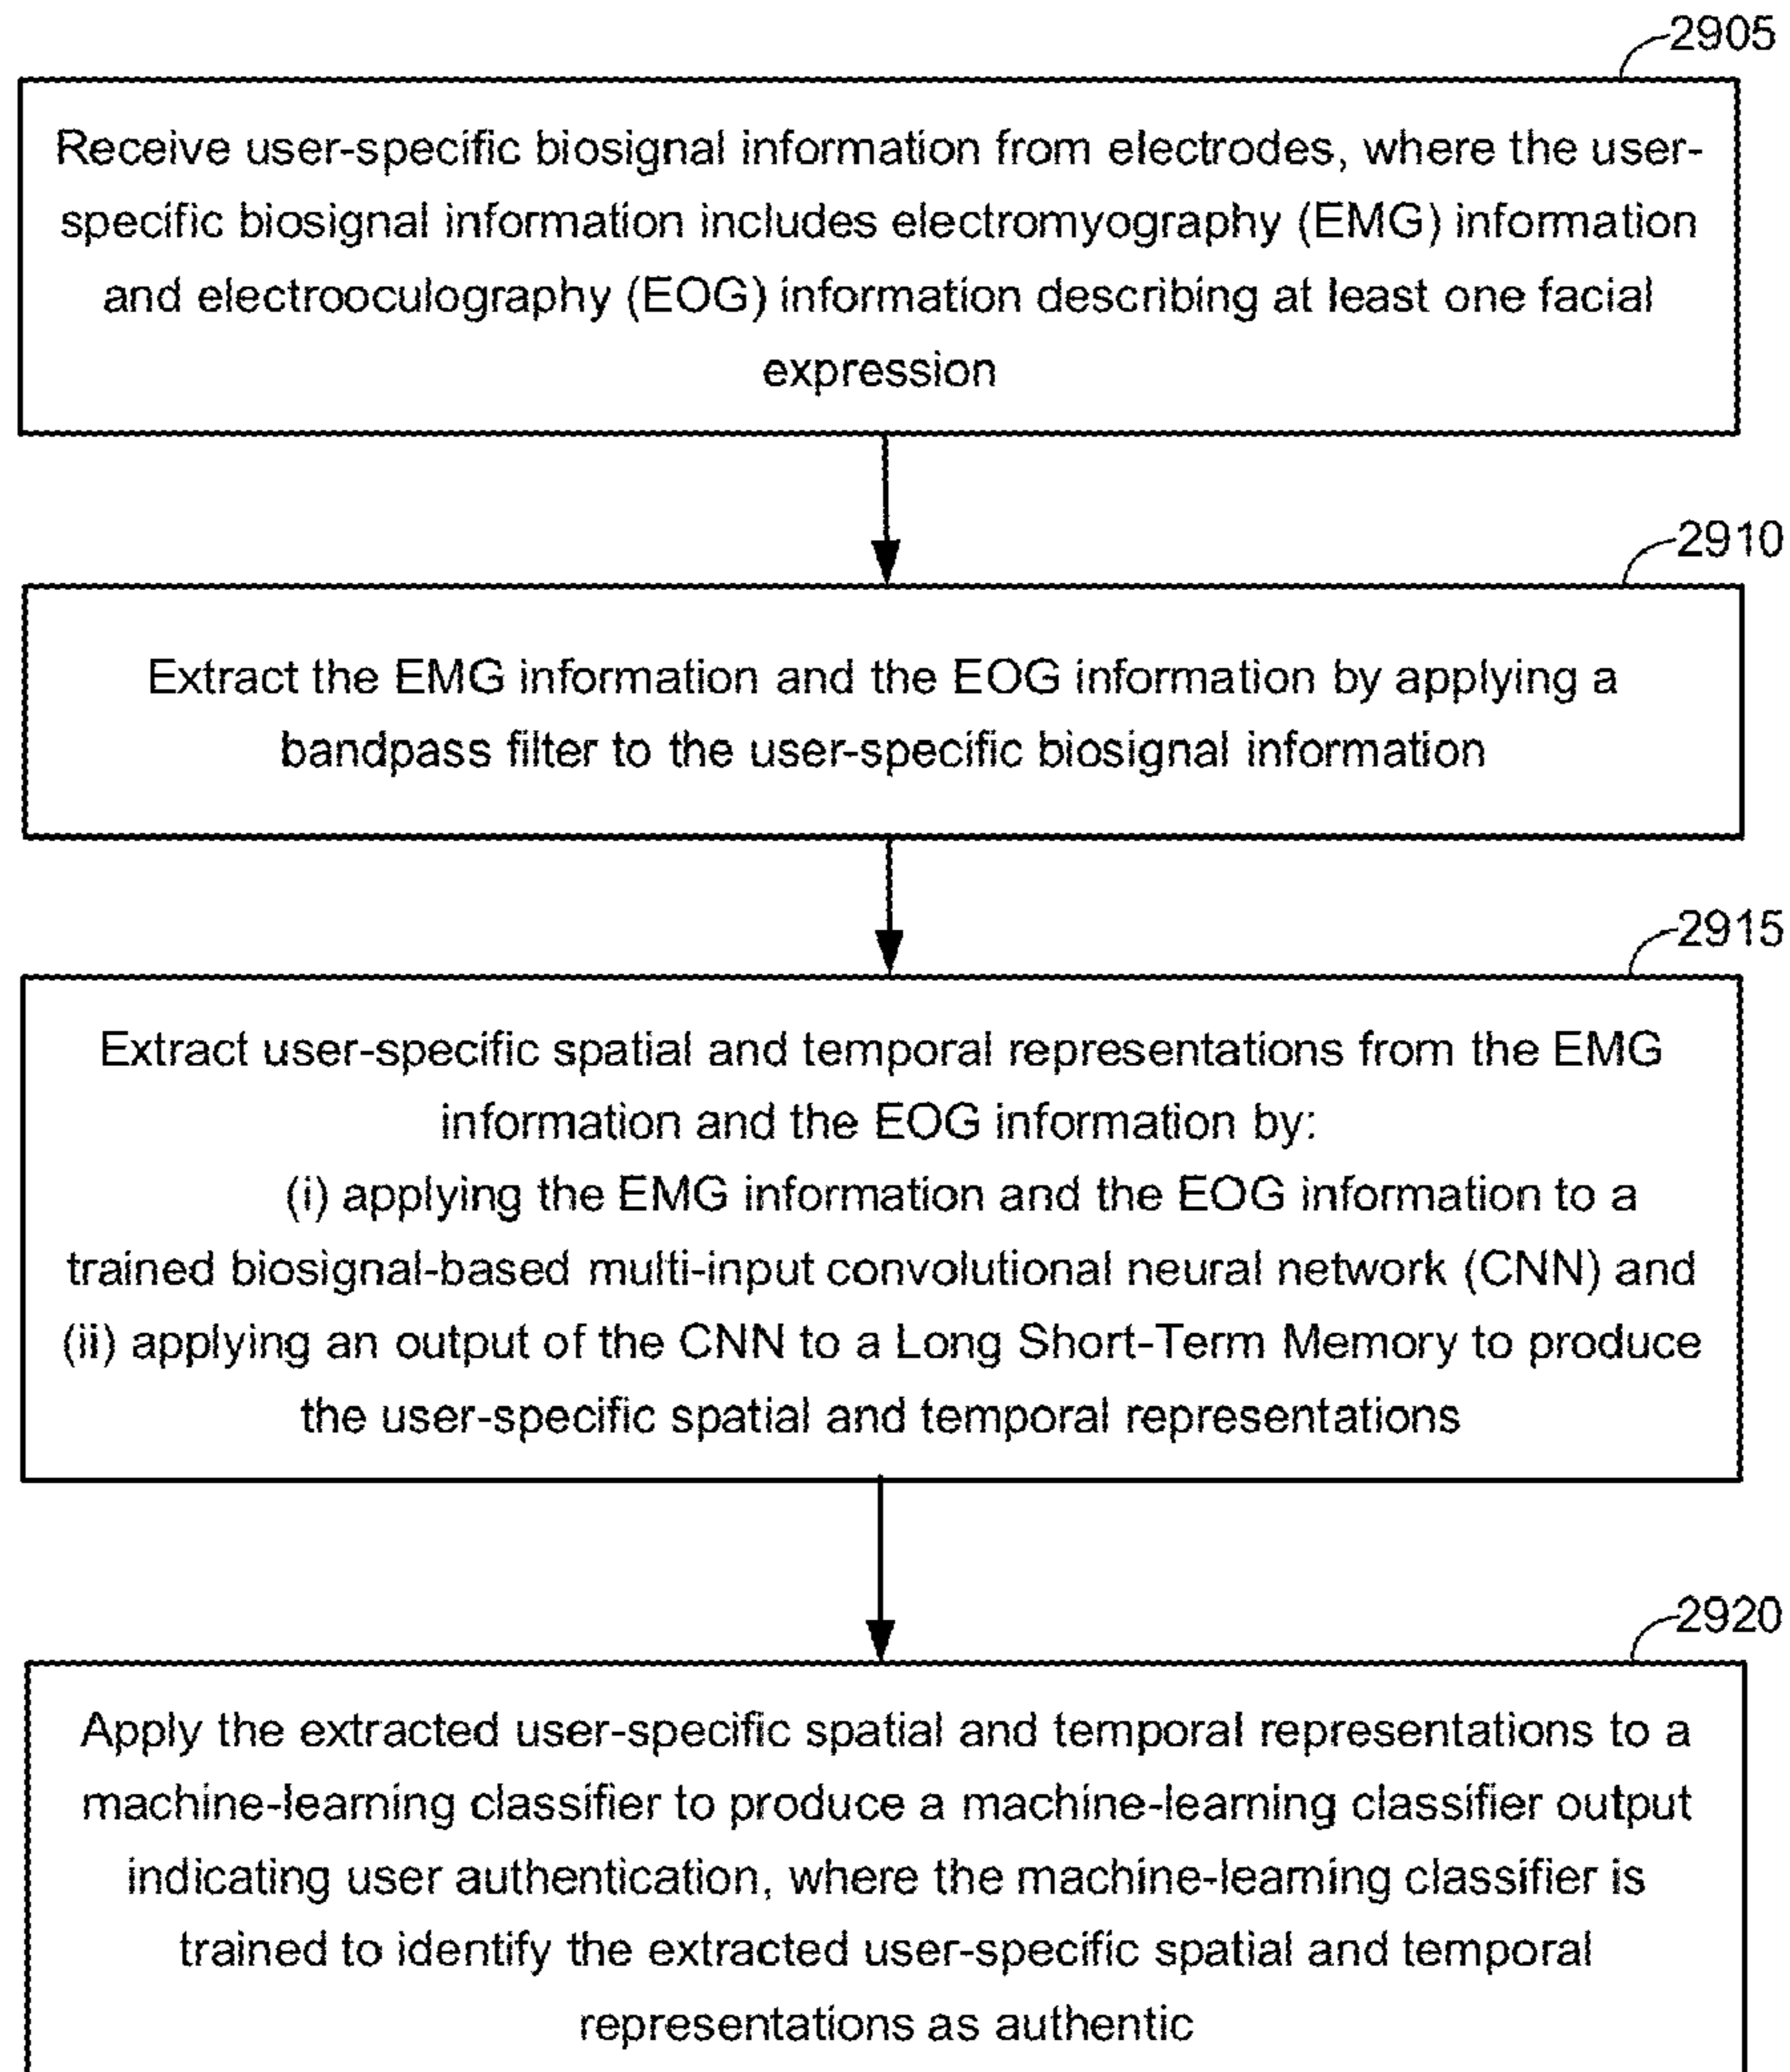 2905
Receive user-specific biosignal information from electrodes, where the user-
specific biosignal information includes electromyography (EMG) information
and electrooculography (EOG) information describing at least one facial
expression
2910
Extract the EMG information and the EOG information by applying a
bandpass filter to the user-specific biosignal information
2915
Extract user-specific spatial and temporal representations from the EMG
information and the EOG information by:
(i) applying the EMG information and the EOG information to a
trained biosignal-based multi-input convolutional neural network (CNN) and
(ii) applying an output of the CNN to a Long Short-Term Memory to produce
the user-specific spatial and temporal representations
2920
Apply the extracted user-specific spatial and temporal representations to a
machine-learning classifier to produce a machine-learning classifier output
indicating user authentication, where the machine-learning classifier is
trained to identify the extracted user-specific spatial and temporal
representations as authentic